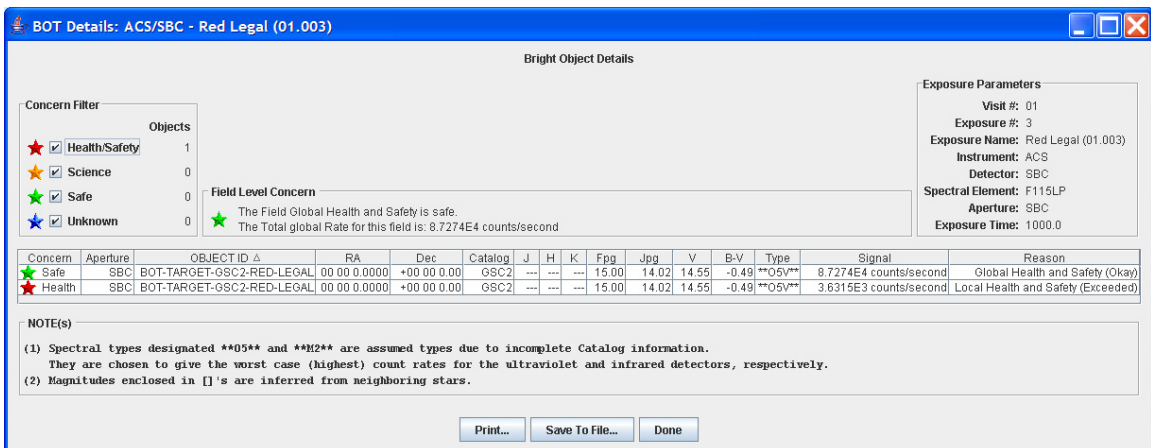 BOT Details: ACS/SBC - Red Legal (01.003)
Bright Object Details
Concern Filter
Objects
Health/Safety 1
Science 0
Safe 0
Unknown 0
Field Level Concern
The Field Global Health and Safety is safe.
The Total global Rate for this field is: 8.7274E4 counts/second
Exposure Parameters
Visit #: 01
Exposure #: 3
Exposure Name: Red Legal (01.003)
Instrument: ACS
Detector: SBC
Spectral Element: F115LP
Aperture: SBC
Exposure Time: 1000.0
Concern Aperture OBJECT ID △ RA Dec Catalog J H K Fpg Jpg V B-V Type Signal Reason
Safe SBC BOT-TARGET-GSC2-RED-LEGAL 00 00 0.0000 +00 00 0.00 GSC2 --- --- --- 15.00 14.02 14.55 -0.49 **O5V** 8.7274E4 counts/second Global Health and Safety (Okay)
Health SBC BOT-TARGET-GSC2-RED-LEGAL 00 00 0.0000 +00 00 0.00 GSC2 --- --- --- 15.00 14.02 14.55 -0.49 **O5V** 3.6315E3 counts/second Local Health and Safety (Exceeded)
NOTE(s)
(1) Spectral types designated **O5** and **M2** are assumed types due to incomplete Catalog information.
They are chosen to give the worst case (highest) count rates for the ultraviolet and infrared detectors, respectively.
(2) Magnitudes enclosed in []'s are inferred from neighboring stars.
Print... Save To File... Done